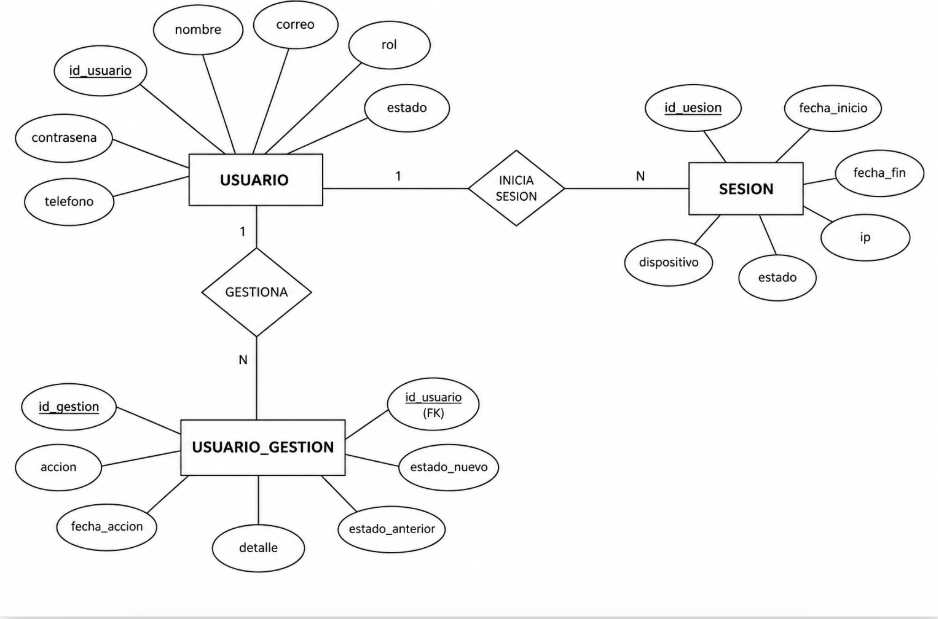 nombre
correo
rol
id_usuario
estado
contrasena
telefono
USUARIO
1
INICIA
SESION
N
id_uesion
fecha_inicio
SESION
fecha_fin
ip
dispositivo
estado
1
GESTIONA
N
id_gestion
id_usuario
(FK)
USUARIO_GESTION
accion
estado_nuevo
fecha_accion
detalle
estado_anterior